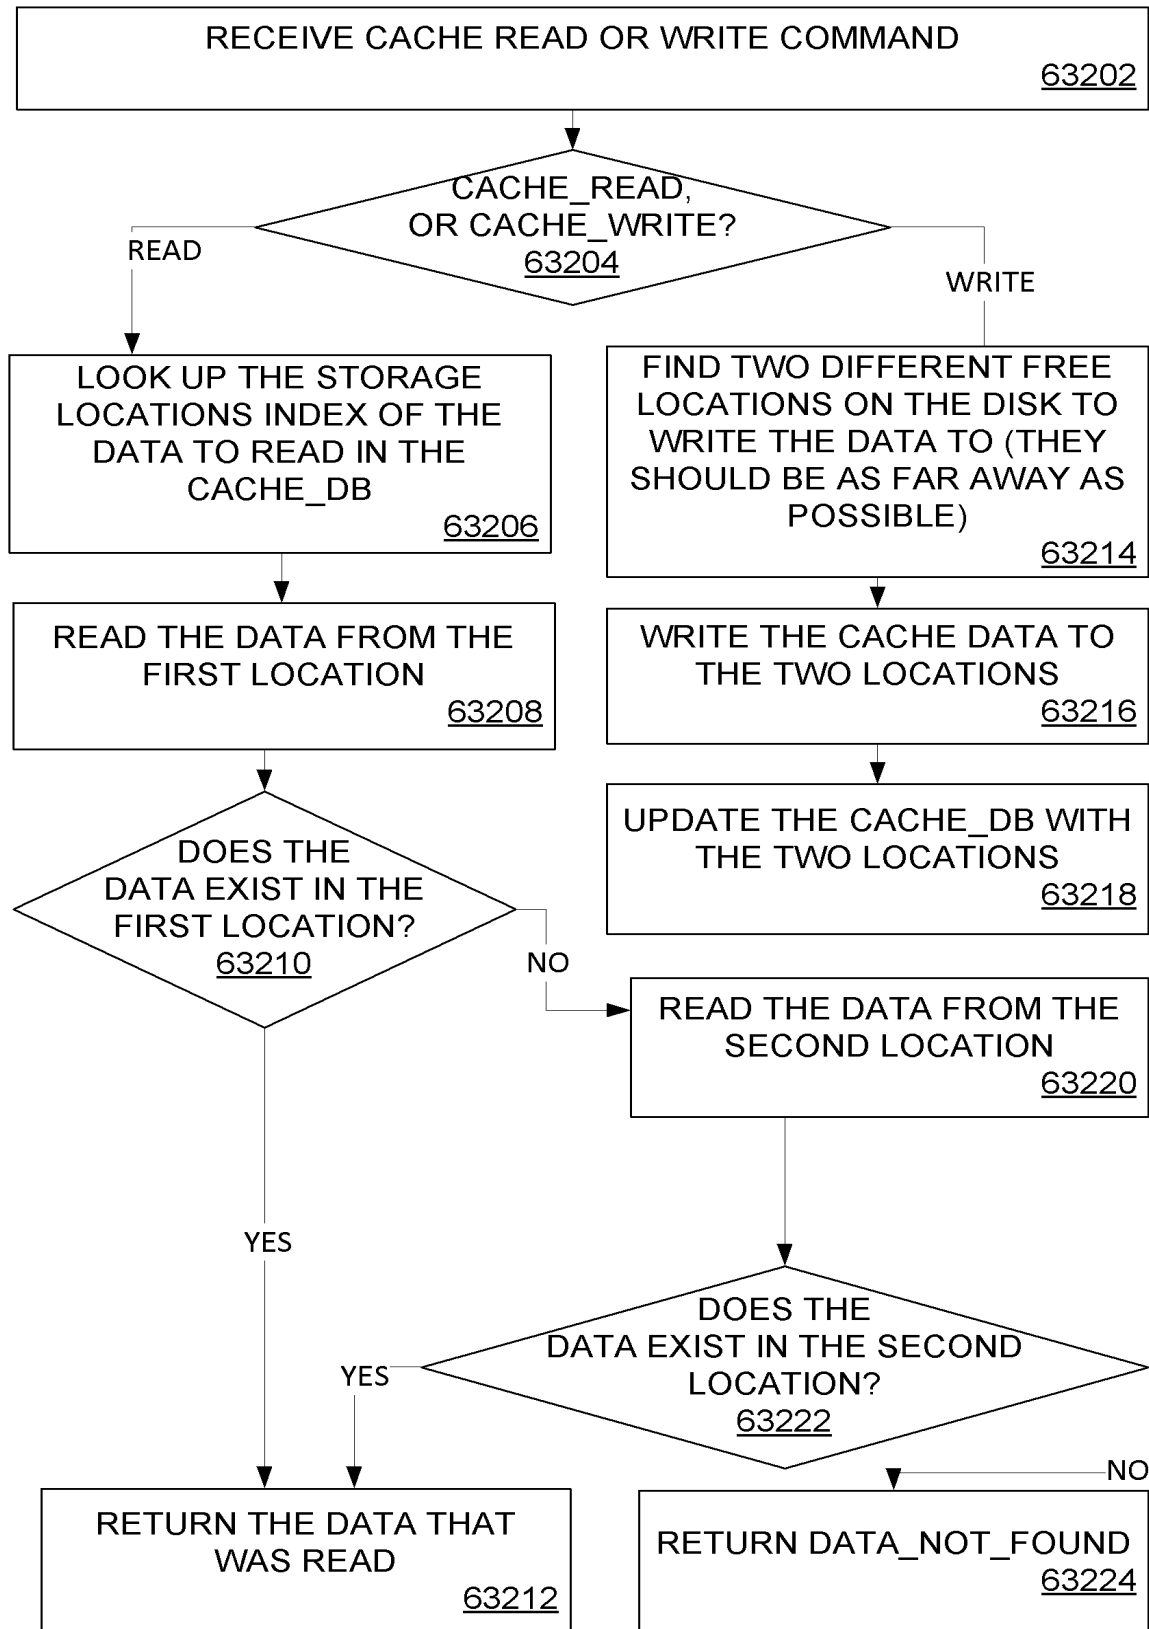 RECEIVE CACHE READ OR WRITE COMMAND
63202
CACHE_READ,
OR CACHE_WRITE?
63204
READ
WRITE
LOOK UP THE STORAGE
LOCATIONS INDEX OF THE
DATA TO READ IN THE
CACHE_DB
63206
FIND TWO DIFFERENT FREE
LOCATIONS ON THE DISK TO
WRITE THE DATA TO (THEY
SHOULD BE AS FAR AWAY AS
POSSIBLE)
63214
READ THE DATA FROM THE
FIRST LOCATION
63208
WRITE THE CACHE DATA TO
THE TWO LOCATIONS
63216
UPDATE THE CACHE_DB WITH
THE TWO LOCATIONS
63218
DOES THE
DATA EXIST IN THE
FIRST LOCATION?
63210
NO
READ THE DATA FROM THE
SECOND LOCATION
63220
YES
DOES THE
DATA EXIST IN THE SECOND
LOCATION?
63222
YES
NO
RETURN THE DATA THAT
WAS READ
63212
RETURN DATA_NOT_FOUND
63224